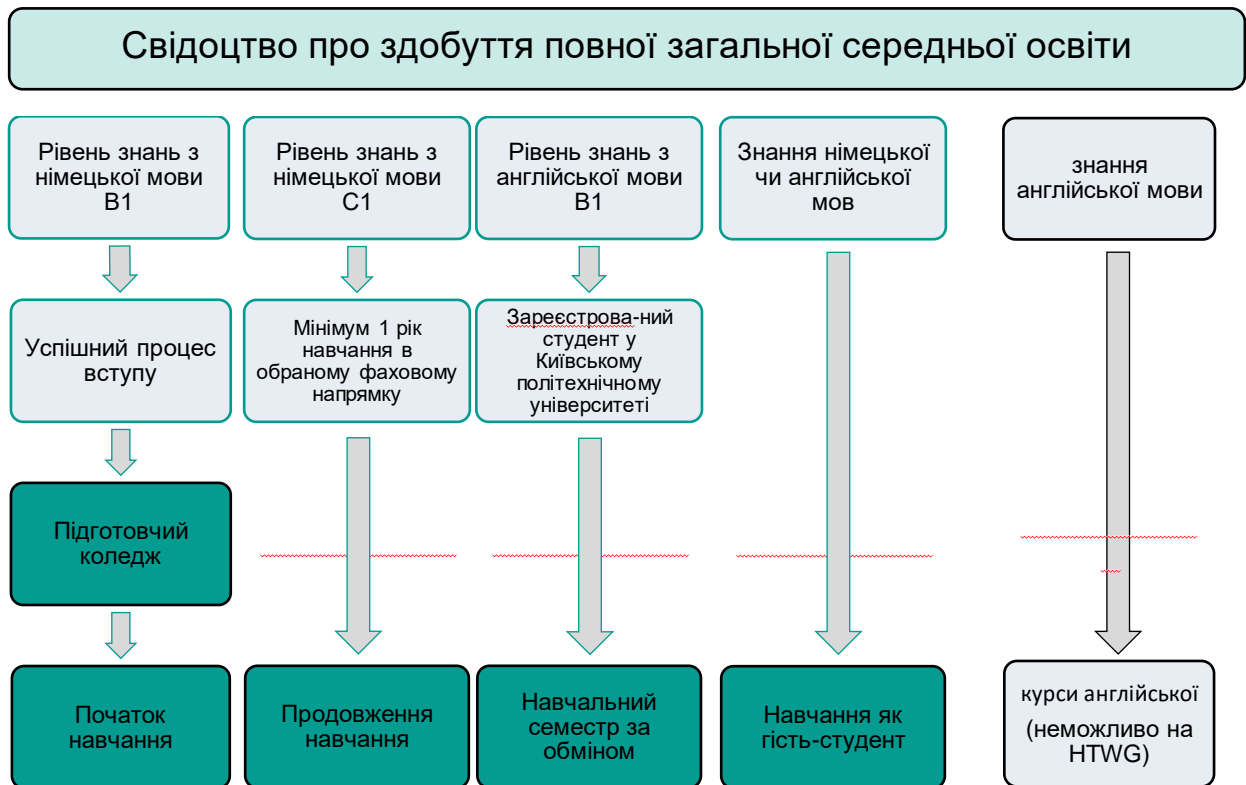 Свідоцтво про здобуття повної загальної середньої освіти
Рівень знань з
німецької мови
B1
Рівень знань з
німецької мови
C1
Рівень знань з
англійської мови
B1
Знання німецької
чи англійської
мов
знання
англійської мови
Успішний процес
вступу
Мінімум 1 рік
навчання в
обраному фаховому
напрямку
Зареєстрова-ний
студент у
Київському
політехнічному
університеті
Підготовчий
коледж
Початок
навчання
Продовження
навчання
Навчальний
семестр за
обміном
Навчання як
гість-студент
курси англійської
(неможливо на
HTWG)